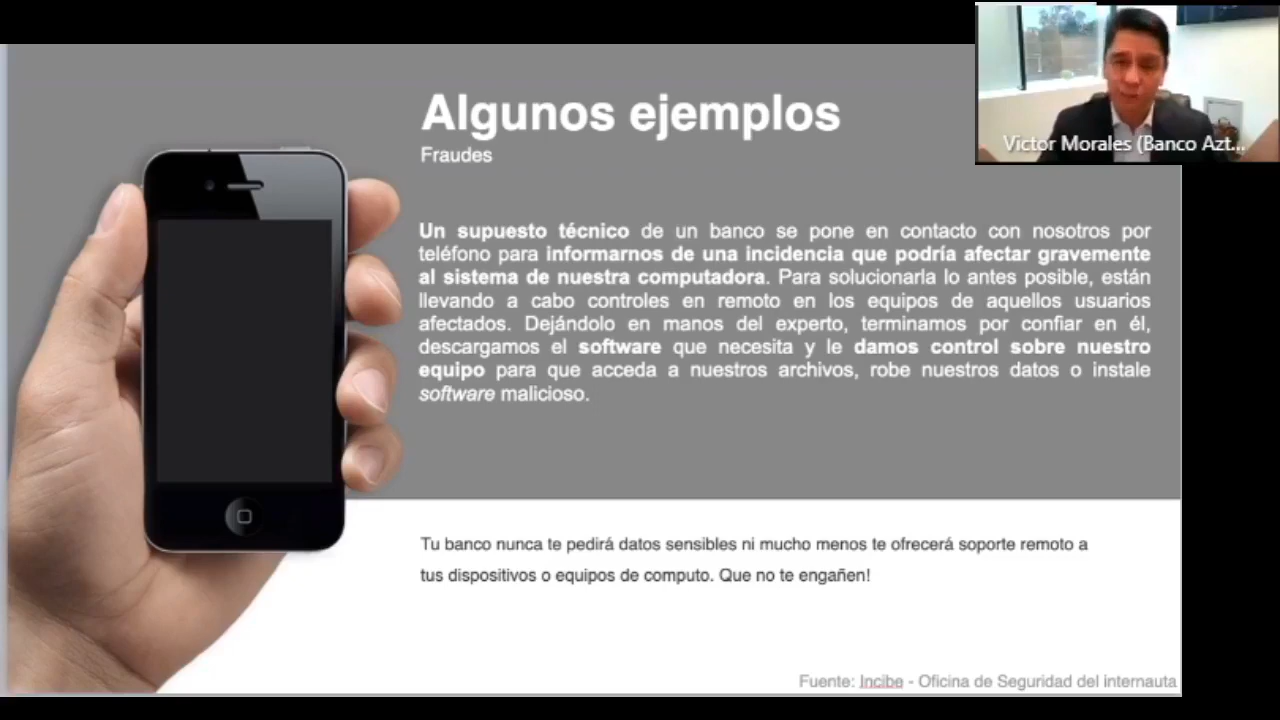 Algunos ejemplos
Fraudes
Victor Morales (Banco Azt...
Un supuesto técnico de un banco se pone en contacto con nosotros por
teléfono para informarnos de una incidencia que podría afectar gravemente
al sistema de nuestra computadora. Para solucionarla lo antes posible, están
llevando a cabo controles en remoto en los equipos de aquellos usuarios
afectados. Dejándolo en manos del experto, terminamos por confiar en él,
descargamos el software que necesita y le damos control sobre nuestro
equipo para que acceda a nuestros archivos, robe nuestros datos o instale
software malicioso.
Tu banco nunca te pedirá datos sensibles ni mucho menos te ofrecerá soporte remoto a
tus dispositivos o equipos de computo. Que no te engañen!
Fuente: Incibe - Oficina de Seguridad del internauta